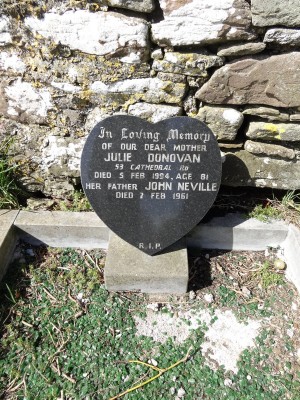 In Loving Memory
OF OUR DEAR MOTHER
JULIE DONOVAN
53 CATHEDRAL RD
DIED 5 FEB 1994, AGE 81
HER FATHER JOHN NEVILLE
DIED 2 FEB 1961
R.I.P.